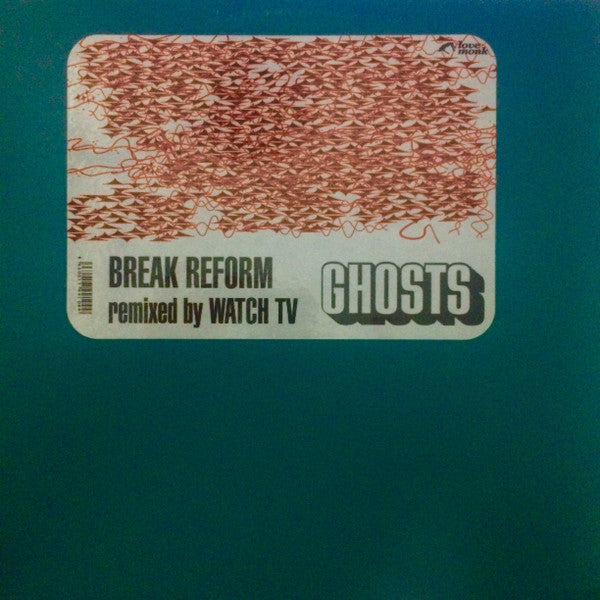 love
monk
BREAK REFORM
remixed by WATCH TV
GHOSTS